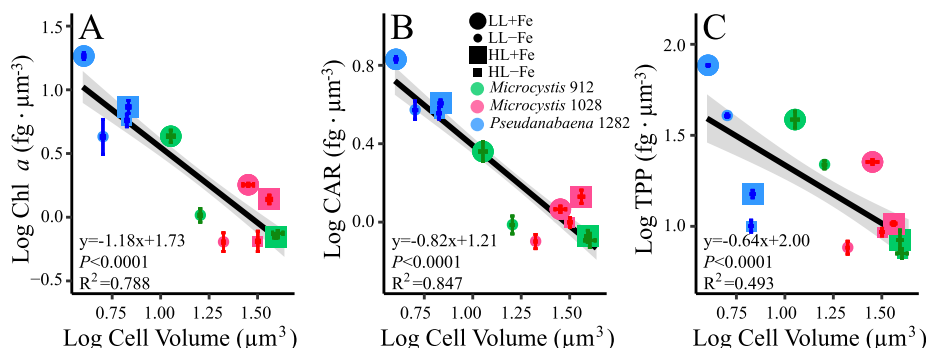 A
Log Chl a (fg · μm-3)
1.5
1.0
0.5
0.0
−0.5
y=-1.18x+1.73
P<0.0001
R2=0.788
0.75 1.00 1.25 1.50
Log Cell Volume (μm3)
B
Log CAR (fg · μm-3)
0.8
0.4
0.0
LL+Fe
LL−Fe
HL+Fe
HL−Fe
Microcystis 912
Microcystis 1028
Pseudanabaena 1282
y=-0.82x+1.21
P<0.0001
R2=0.847
0.75 1.00 1.25 1.50
Log Cell Volume (μm3)
C
Log TPP (fg · μm-3)
2.0
1.5
1.0
y=-0.64x+2.00
P<0.0001
R2=0.493
0.75 1.00 1.25 1.50
Log Cell Volume (μm3)